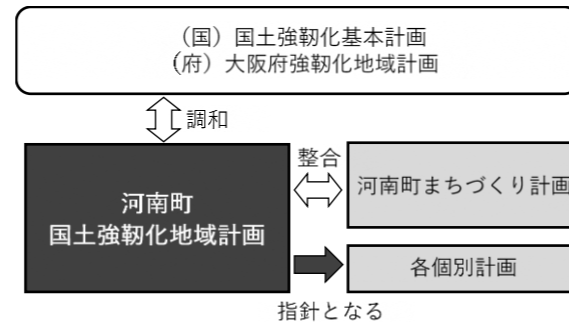 （国）国土強靭化基本計画
（府）大阪府強靭化地域計画
調和
河南町
国土強靭化地域計画
整合
河南町まちづくり計画
各個別計画
指針となる